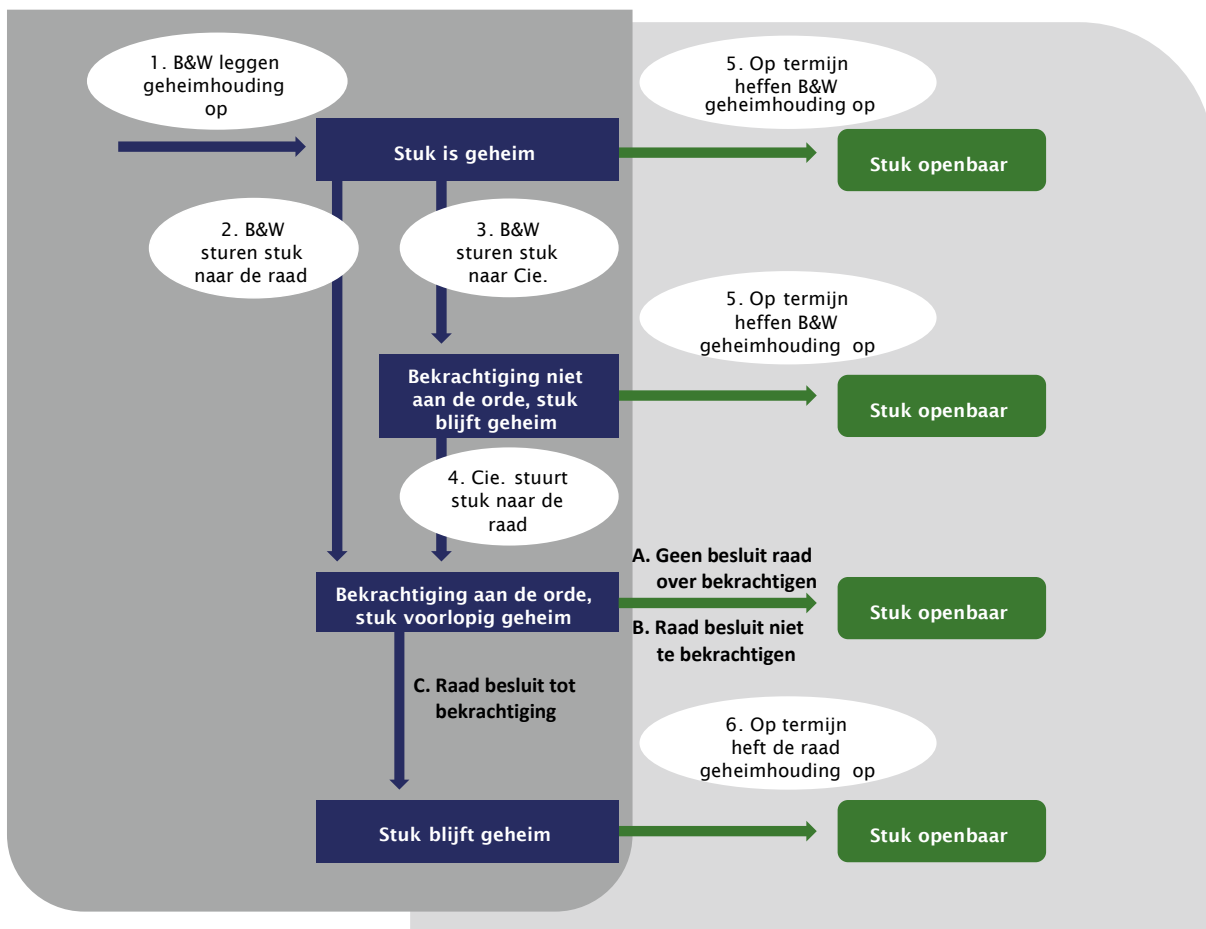 1. B&W leggen
geheimhouding
op
5. Op termijn
heffen B&W
geheimhouding op
Stuk is geheim
Stuk openbaar
2. B&W
sturen stuk
naar de raad
3. B&W
sturen stuk
naar Cie.
5. Op termijn
heffen B&W
geheimhouding op
Bekrachtiging niet
aan de orde, stuk
blijft geheim
Stuk openbaar
4. Cie. stuurt
stuk naar de
raad
A. Geen besluit raad
over bekrachtigen
Bekrachtiging aan de orde,
stuk voorlopig geheim
Stuk openbaar
B. Raad besluit niet
te bekrachtigen
C. Raad besluit tot
bekrachtiging
6. Op termijn
heft de raad
geheimhouding op
Stuk blijft geheim
Stuk openbaar